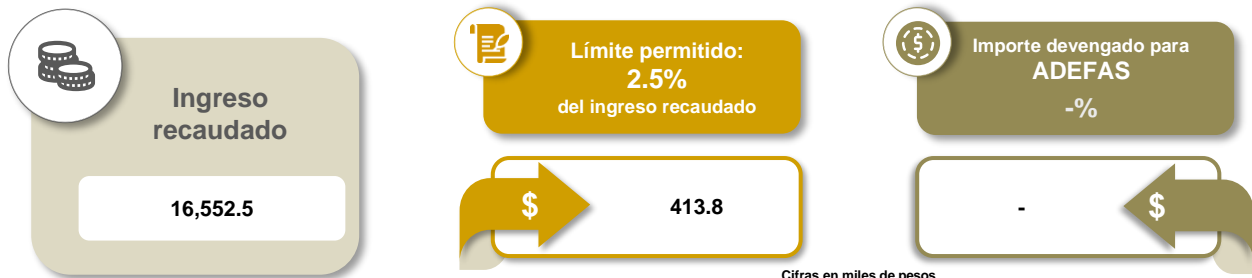 Ingreso
recaudado
16,552.5
Límite permitido:
2.5%
del ingreso recaudado
$
413.8
Importe devengado para
ADEFAS
-%
-
$
Cifras en miles de pesos